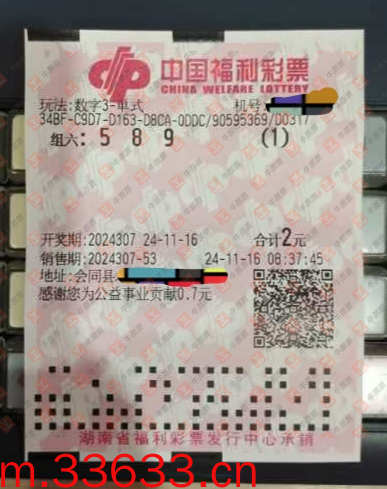 中国福利彩票
CHINA WELFARE LOTTERY
玩法:数字3-单式 机号
34BF-C9D7-D163-D8CA-0DDC/90595369/D0317
组六: 5 8 9 (1)
开奖期:2024307 24-11-16 合计2元
销售期:2024307-53 24-11-16 08:37:45
地址:会同县
感谢您为公益事业贡献0.7元
湖南省福利彩票发行中心承销
m.33633.cn